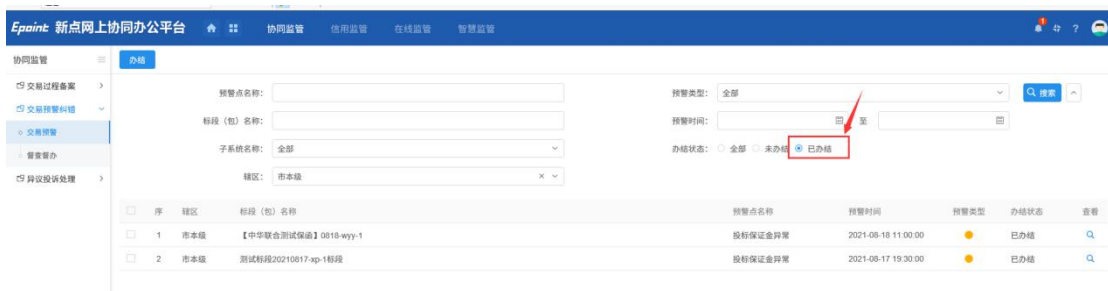 Epoint 新点网上协同办公平台 协同监管 信用监管 在线监管 智慧监管 1 ?
协同监管 办结
交易过程备案
交易预警纠错
交易预警
督查督办
异议投诉处理
预警点名称： 预警类型： 全部 搜索
标段（包）名称： 预警时间： 至
子系统名称： 全部 办结状态： 全部 未办结 已办结
辖区： 市本级
序 辖区 标段（包）名称 预警点名称 预警时间 预警类型 办结状态 查看
1 市本级 【中华联合测试保函】0818-wyy-1 投标保证金异常 2021-08-18 11:00:00 已办结
2 市本级 测试标段20210817-xp-1标段 投标保证金异常 2021-08-17 19:30:00 已办结